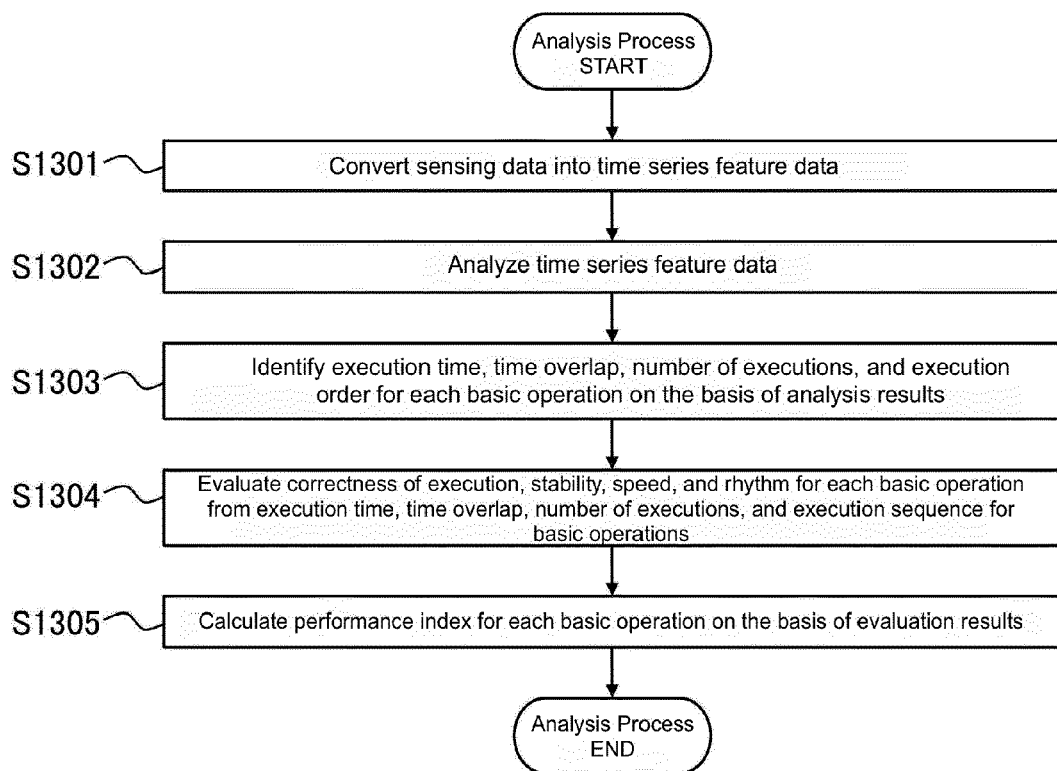 Analysis Process
START
S1301
Convert sensing data into time series feature data
S1302
Analyze time series feature data
S1303
Identify execution time, time overlap, number of executions, and execution
order for each basic operation on the basis of analysis results
S1304
Evaluate correctness of execution, stability, speed, and rhythm for each basic operation
from execution time, time overlap, number of executions, and execution sequence for
basic operations
S1305
Calculate performance index for each basic operation on the basis of evaluation results
Analysis Process
END